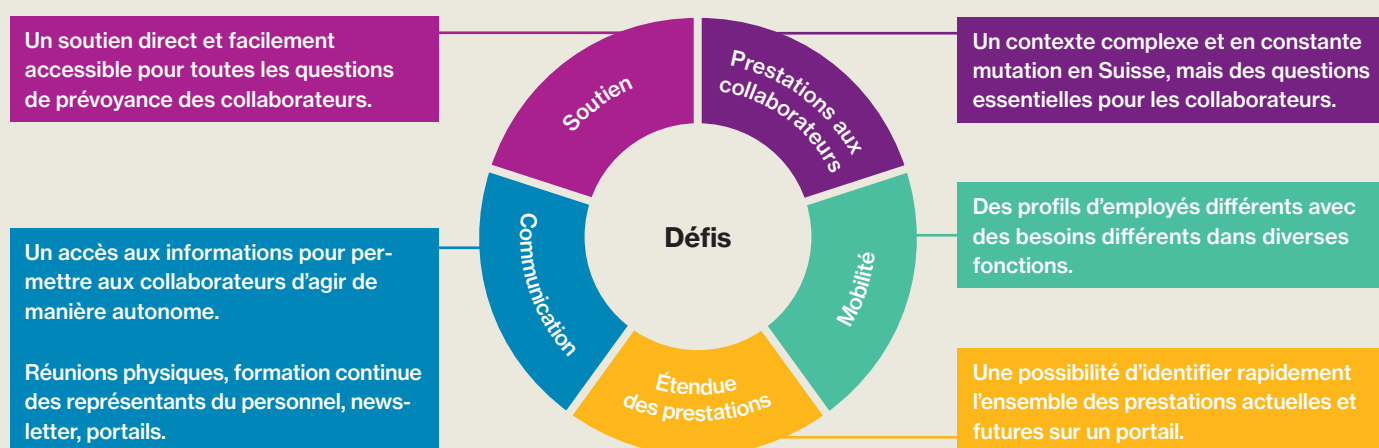 Un soutien direct et facilement
accessible pour toutes les questions
de prévoyance des collaborateurs.
Un accès aux informations pour per-
mettre aux collaborateurs d’agir de
manière autonome.
Réunions physiques, formation continue
des représentants du personnel, news-
letter, portails.
Soutien
Prestations aux
collaborateurs
Communication
Défis
Mobilité
Étendue
des prestations
Un contexte complexe et en constante
mutation en Suisse, mais des questions
essentielles pour les collaborateurs.
Des profils d’employés différents avec
des besoins différents dans diverses
fonctions.
Une possibilité d’identifier rapidement
l’ensemble des prestations actuelles et
futures sur un portail.